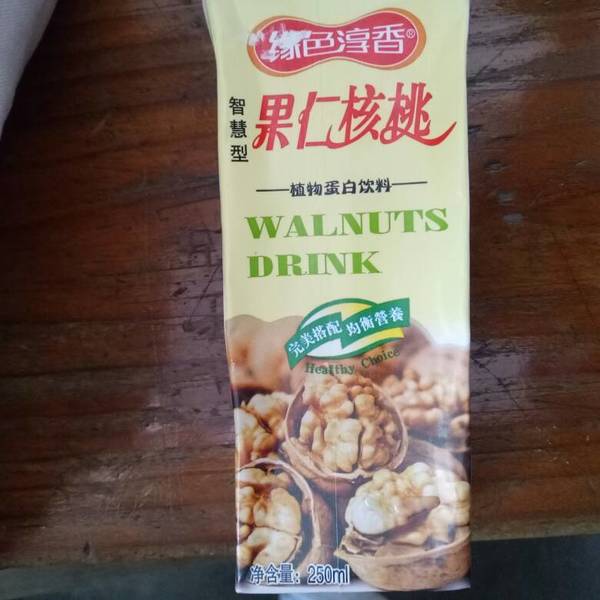 缘色淳香®
智慧型
果仁核桃
植物蛋白饮料
WALNUTS
DRINK
完美搭配 均衡营养
Healthy Choice
净含量：250ml